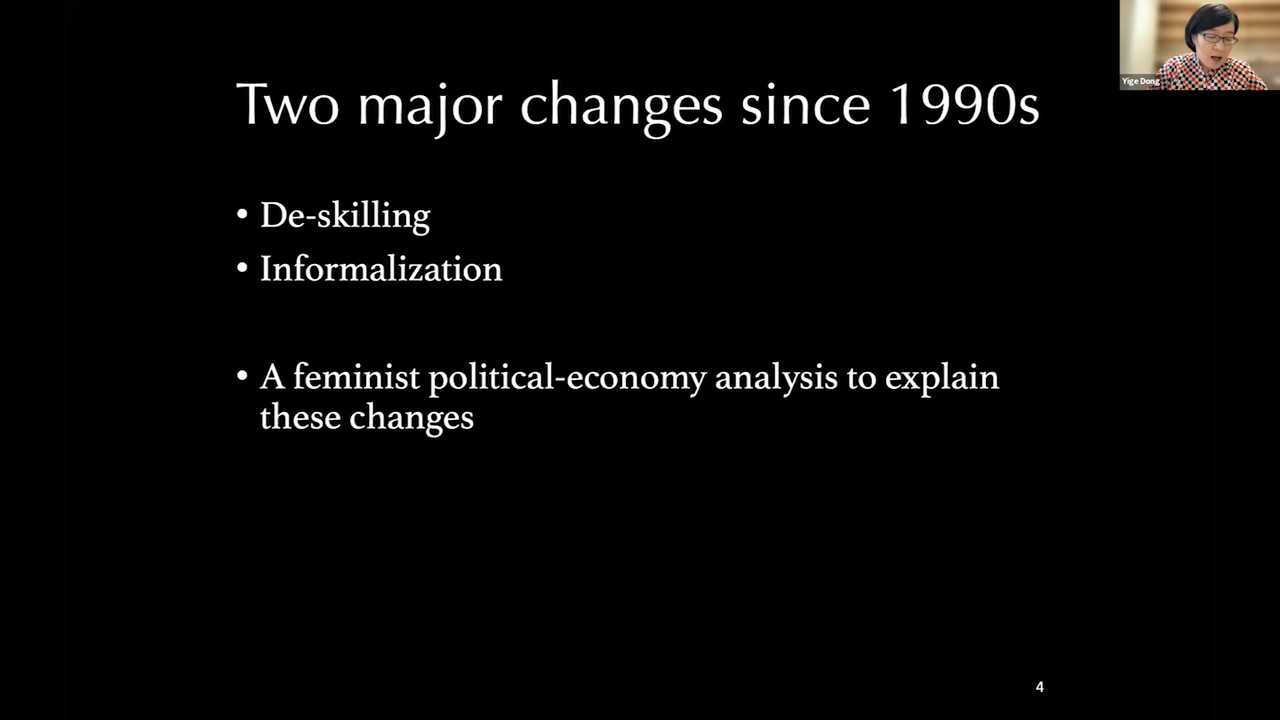 Two major changes since 1990s
• De-skilling
• Informalization
• A feminist political-economy analysis to explain
these changes
4
Yige Dong